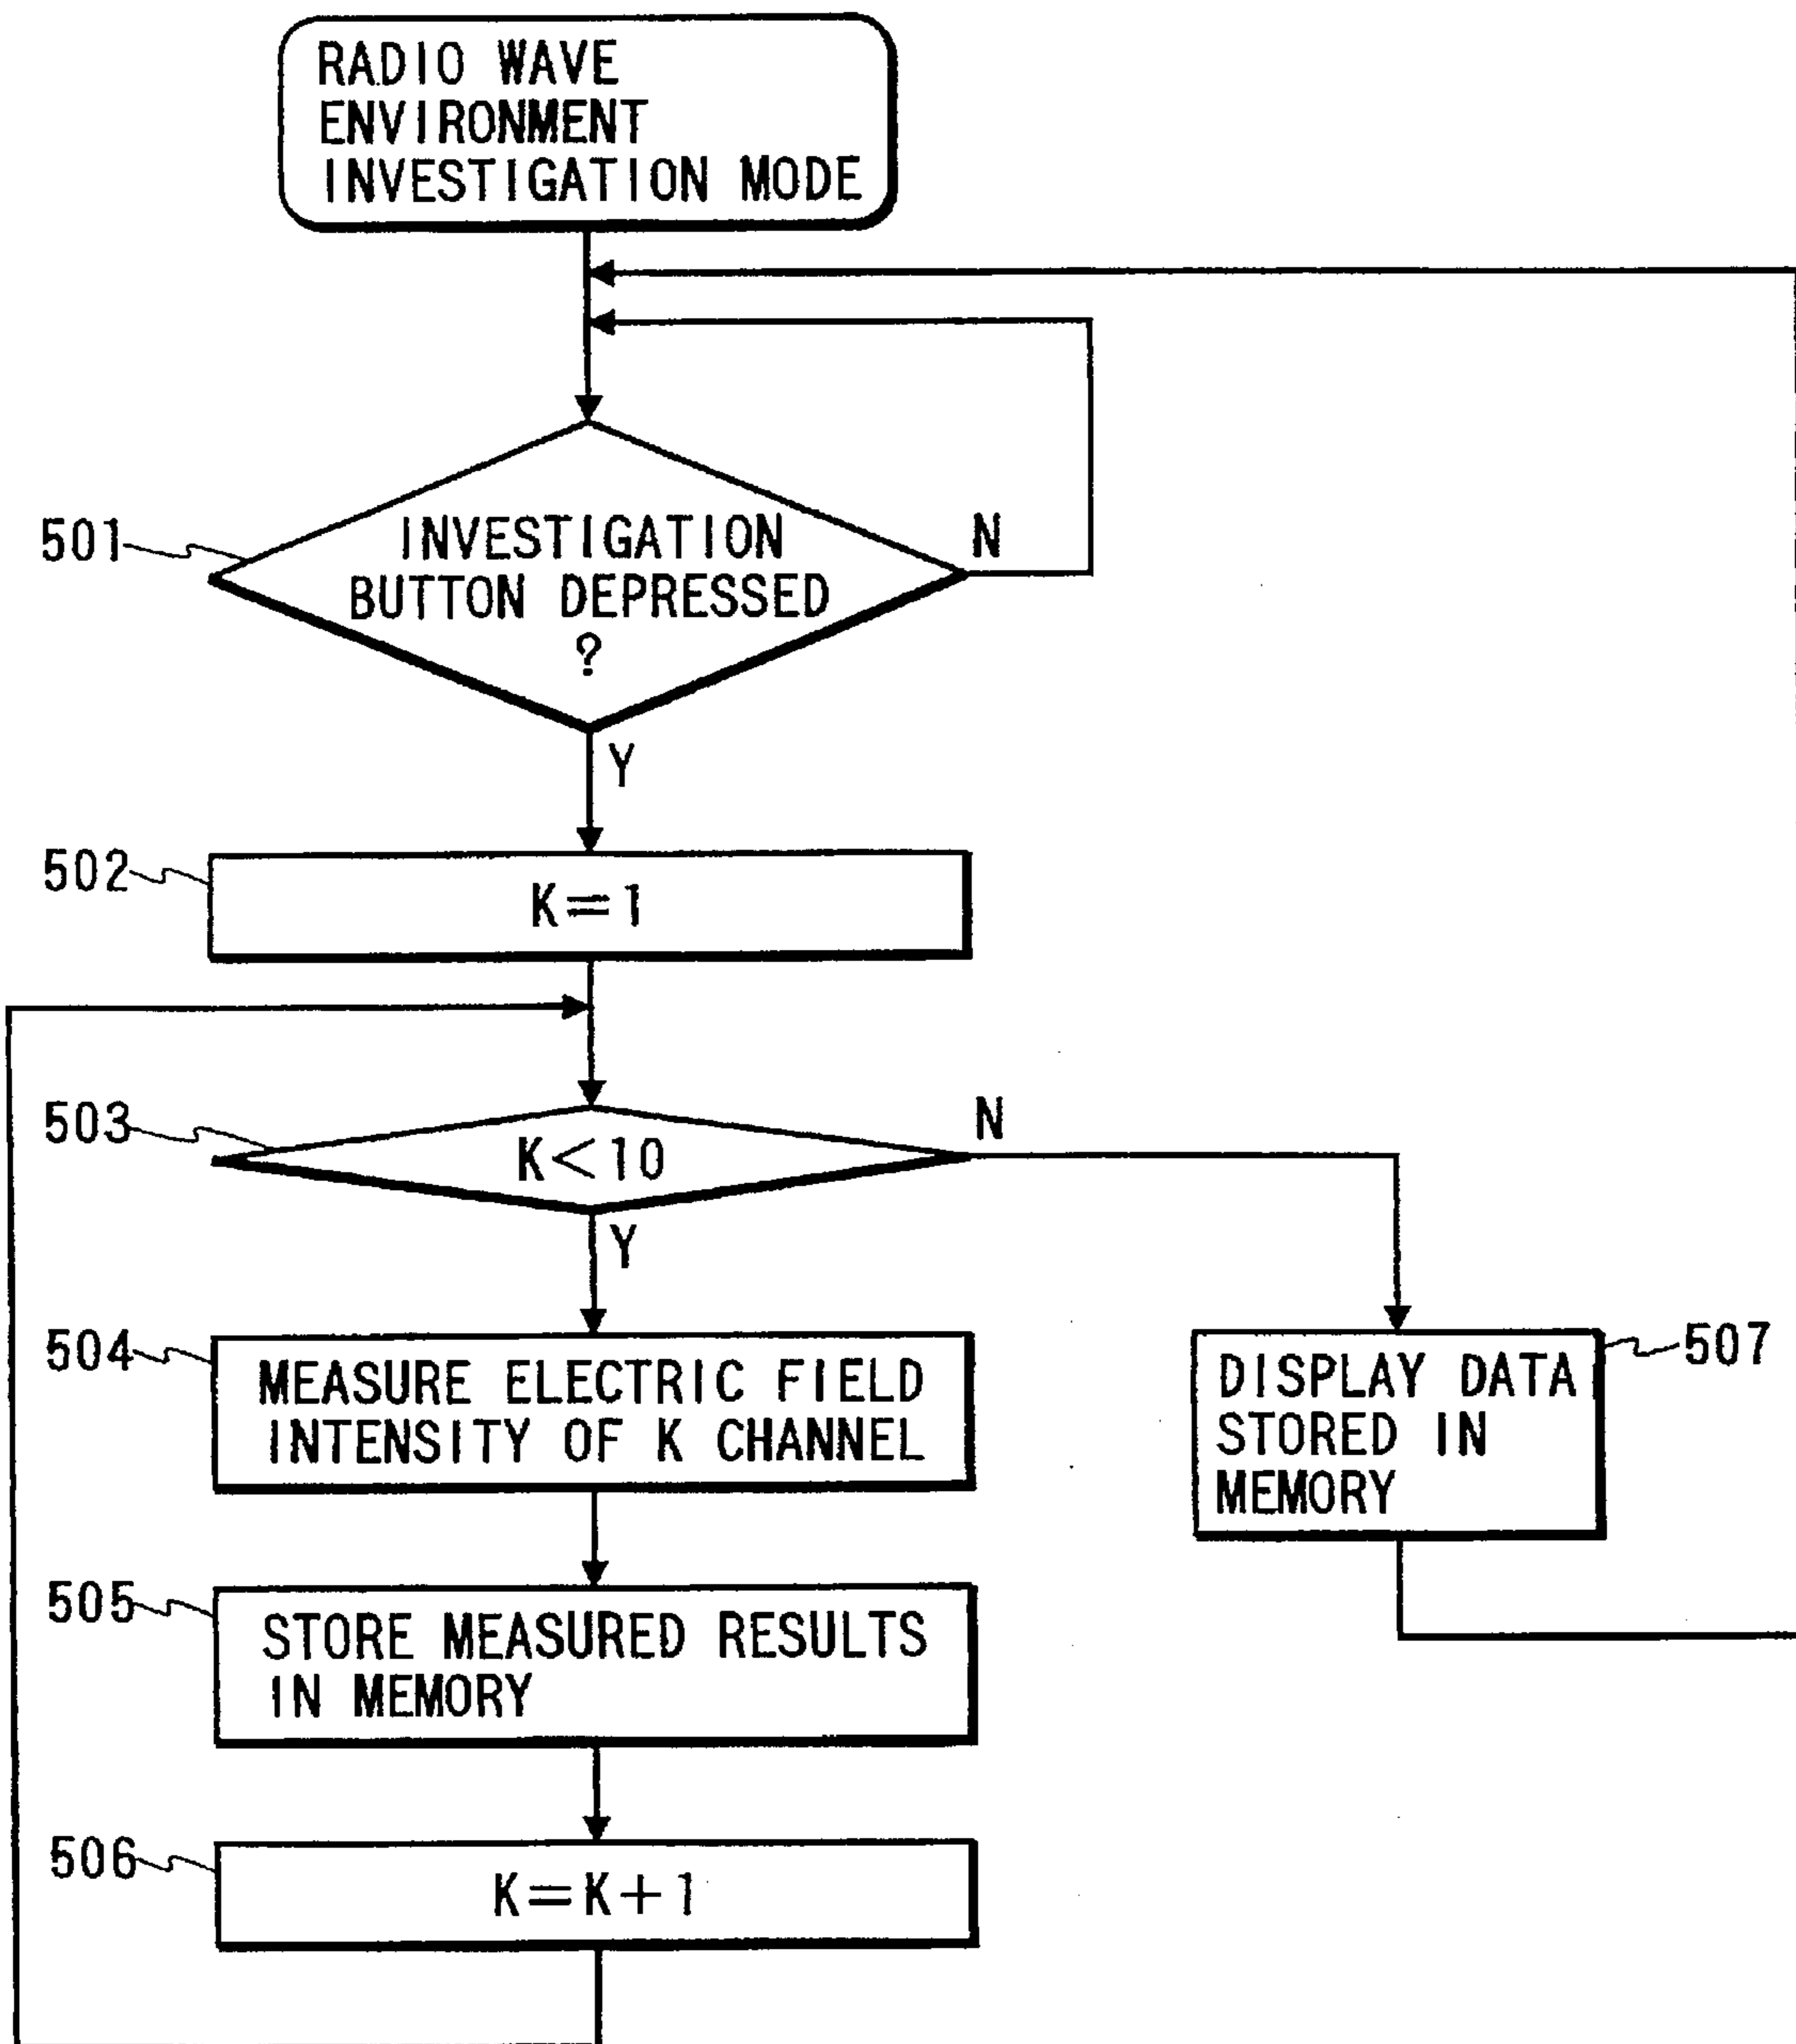 RADIO WAVE
ENVIRONMENT
INVESTIGATION MODE
501
INVESTIGATION
BUTTON DEPRESSED
?
N
Y
502
K=1
503
K<10
N
Y
504
MEASURE ELECTRIC FIELD
INTENSITY OF K CHANNEL
507
DISPLAY DATA
STORED IN
MEMORY
505
STORE MEASURED RESULTS
IN MEMORY
506
K=K+1